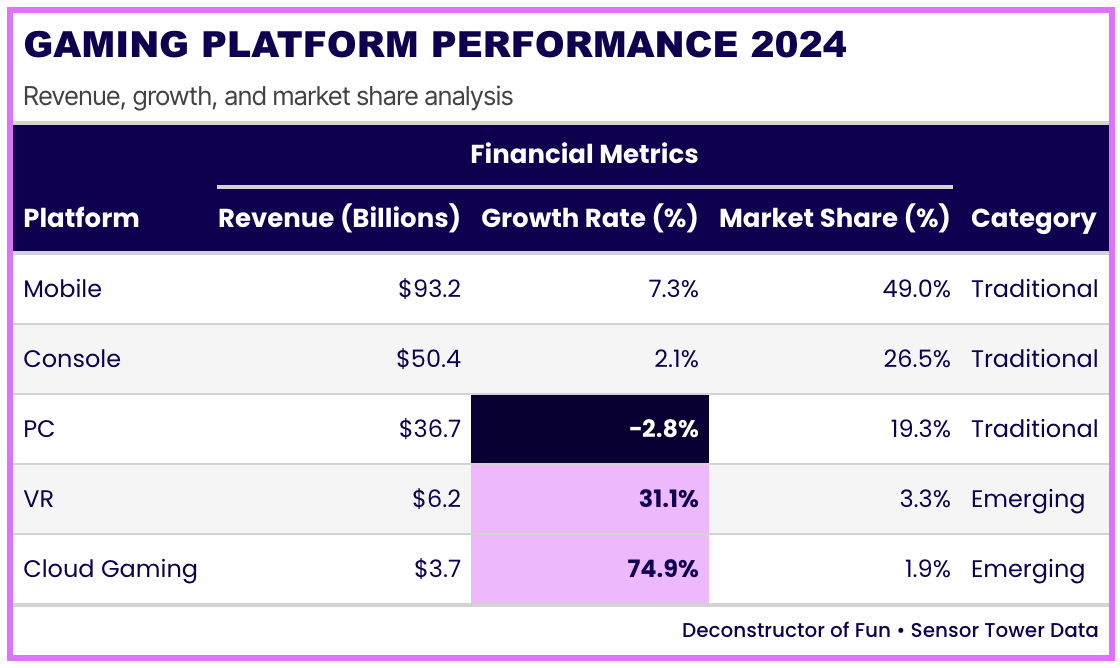 GAMING PLATFORM PERFORMANCE 2024
Revenue, growth, and market share analysis
Financial Metrics
Platform Revenue (Billions) Growth Rate (%) Market Share (%) Category
Mobile $93.2 7.3% 49.0% Traditional
Console $50.4 2.1% 26.5% Traditional
PC $36.7 -2.8% 19.3% Traditional
VR $6.2 31.1% 3.3% Emerging
Cloud Gaming $3.7 74.9% 1.9% Emerging
Deconstructor of Fun • Sensor Tower Data